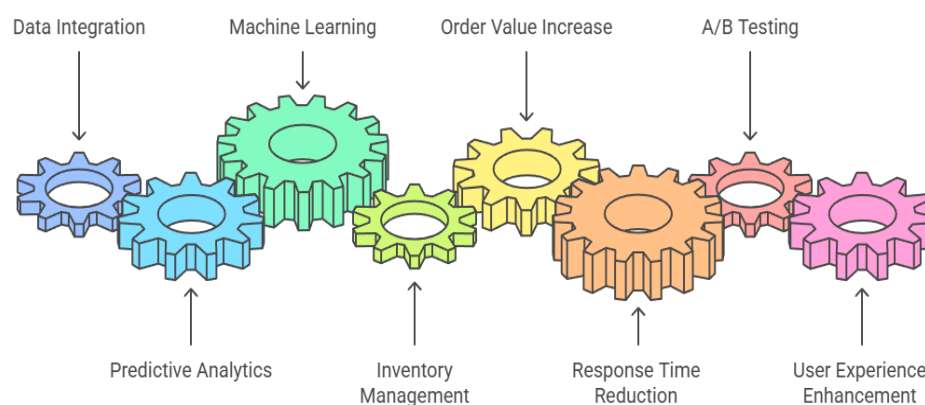 Data Integration
Machine Learning
Order Value Increase
A/B Testing
Predictive Analytics
Inventory
Management
Response Time
Reduction
User Experience
Enhancement